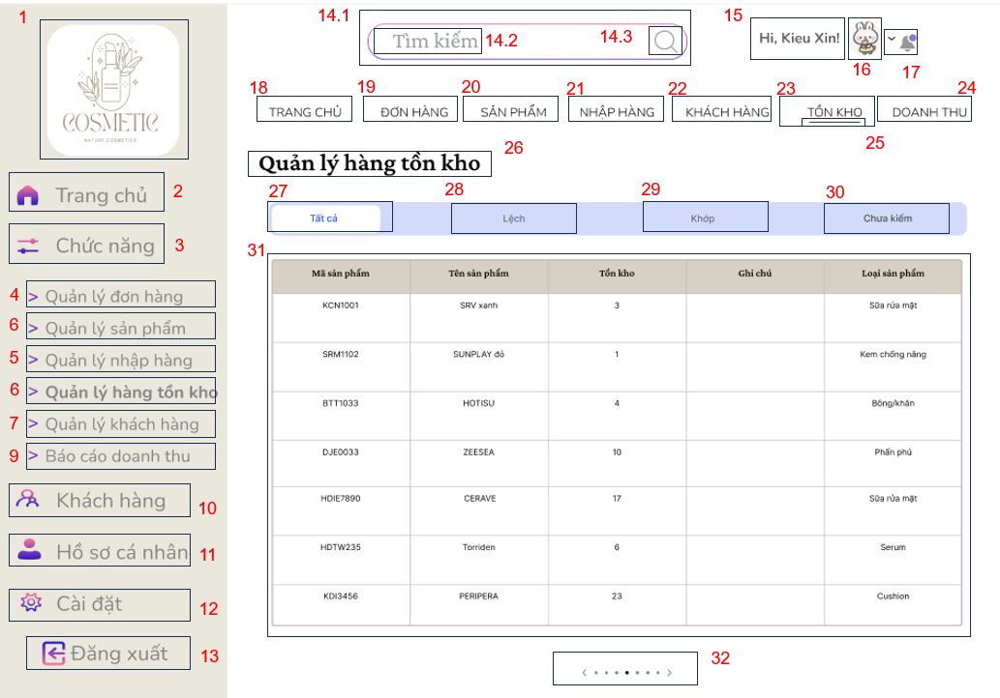 1
COSMETIC
NATURE COSMETICS
14.1
Tìm kiếm
14.2
14.3
15
Hi, Kieu Xin!
16
17
18
TRANG CHỦ
19
ĐƠN HÀNG
20
SẢN PHẨM
21
NHẬP HÀNG
22
KHÁCH HÀNG
23
TỒN KHO
24
DOANH THU
25
2
Trang chủ
3
Chức năng
4 > Quản lý đơn hàng
6 > Quản lý sản phẩm
5 > Quản lý nhập hàng
6 > Quản lý hàng tồn kho
7 > Quản lý khách hàng
9 > Báo cáo doanh thu
Khách hàng 10
Hồ sơ cá nhân 11
Cài đặt 12
Đăng xuất 13
Quản lý hàng tồn kho 26
27 28 29 30
Tất cả Lệch Khớp Chưa kiểm
31
Mã sản phẩm Tên sản phẩm Tồn kho Ghi chú Loại sản phẩm
KCN1001 SRV xanh 3 Sữa rửa mặt
SRM1102 SUNPLAY đỏ 1 Kem chống nắng
BTT1033 HOTISU 4 Bông/khăn
DJE0033 ZEESEA 10 Phấn phủ
HDIE7890 CERAVE 17 Sữa rửa mặt
HDTW235 Torriden 6 Serum
KDI3456 PERIPERA 23 Cushion
32